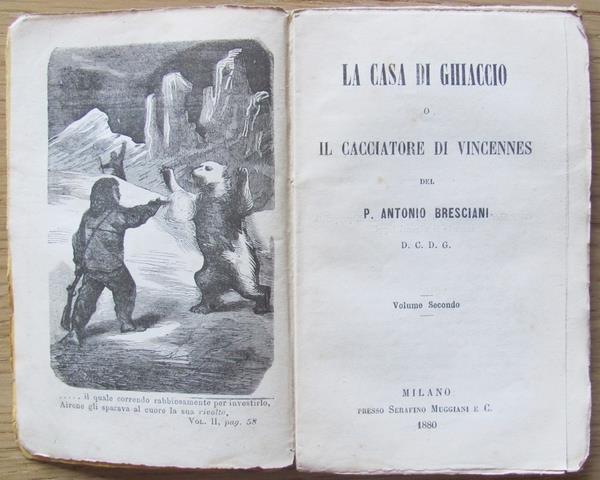 ..... il quale correndo rabbiosamente per investirlo,
Airone gli sparava al cuore la sua rivolto,
VOL. II, pag. 58
LA CASA DI GHIACCIO
O
IL CACCIATORE DI VINCENNES
DEL
P. ANTONIO BRESCIANI
D. C. D. G.
Volume Secondo
MILANO
PRESSO SERAFINO MUGGIANI E C.
1880